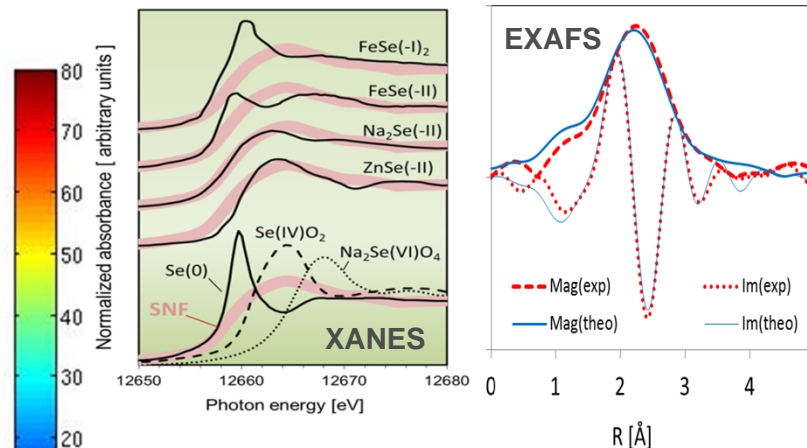 80
70
60
50
40
30
20
Normalized absorbance [ arbitrary units ]
FeSe(-I)2
FeSe(-II)
Na2Se(-II)
ZnSe(-II)
Se(IV)O2
Na2Se(VI)O4
Se(0)
SNF
XANES
12650
12660
12670
12680
Photon energy [eV]
EXAFS
Mag(exp)
Im(exp)
Mag(theo)
Im(theo)
0
1
2
3
4
R [Å]